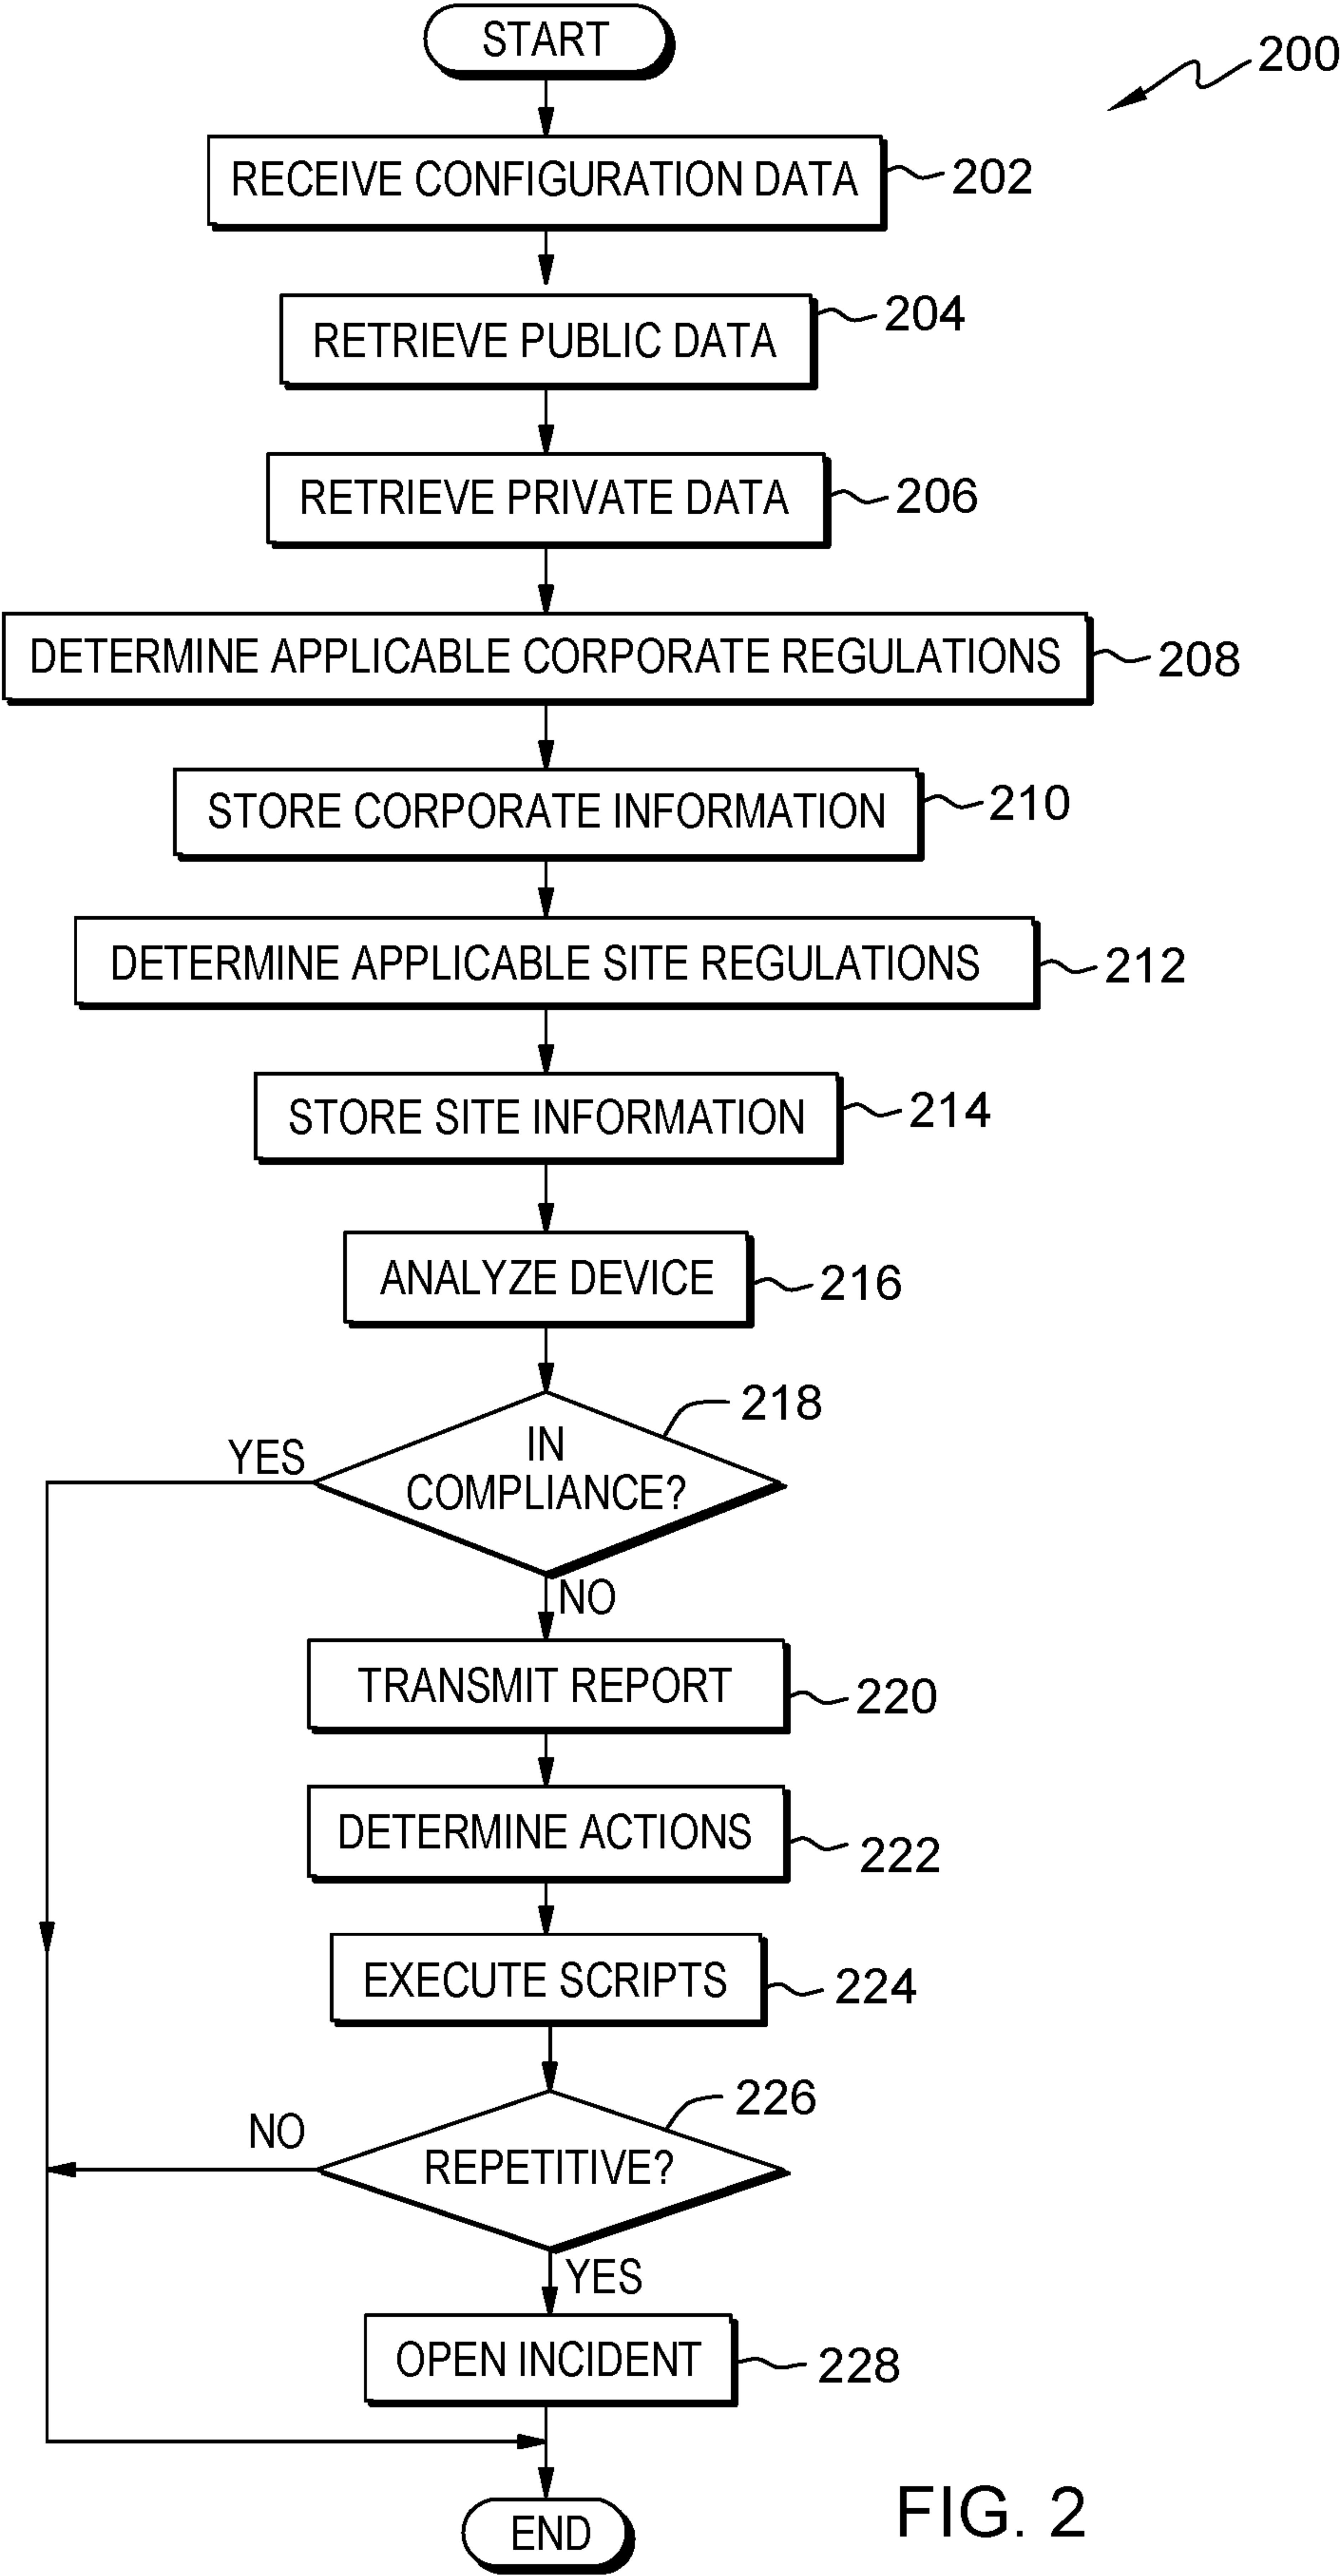 START
200
RECEIVE CONFIGURATION DATA
202
RETRIEVE PUBLIC DATA
204
RETRIEVE PRIVATE DATA
206
DETERMINE APPLICABLE CORPORATE REGULATIONS
208
STORE CORPORATE INFORMATION
210
DETERMINE APPLICABLE SITE REGULATIONS
212
STORE SITE INFORMATION
214
ANALYZE DEVICE
216
218
YES
IN
COMPLIANCE?
NO
TRANSMIT REPORT
220
DETERMINE ACTIONS
222
EXECUTE SCRIPTS
224
226
NO
REPETITIVE?
YES
OPEN INCIDENT
228
END
FIG. 2